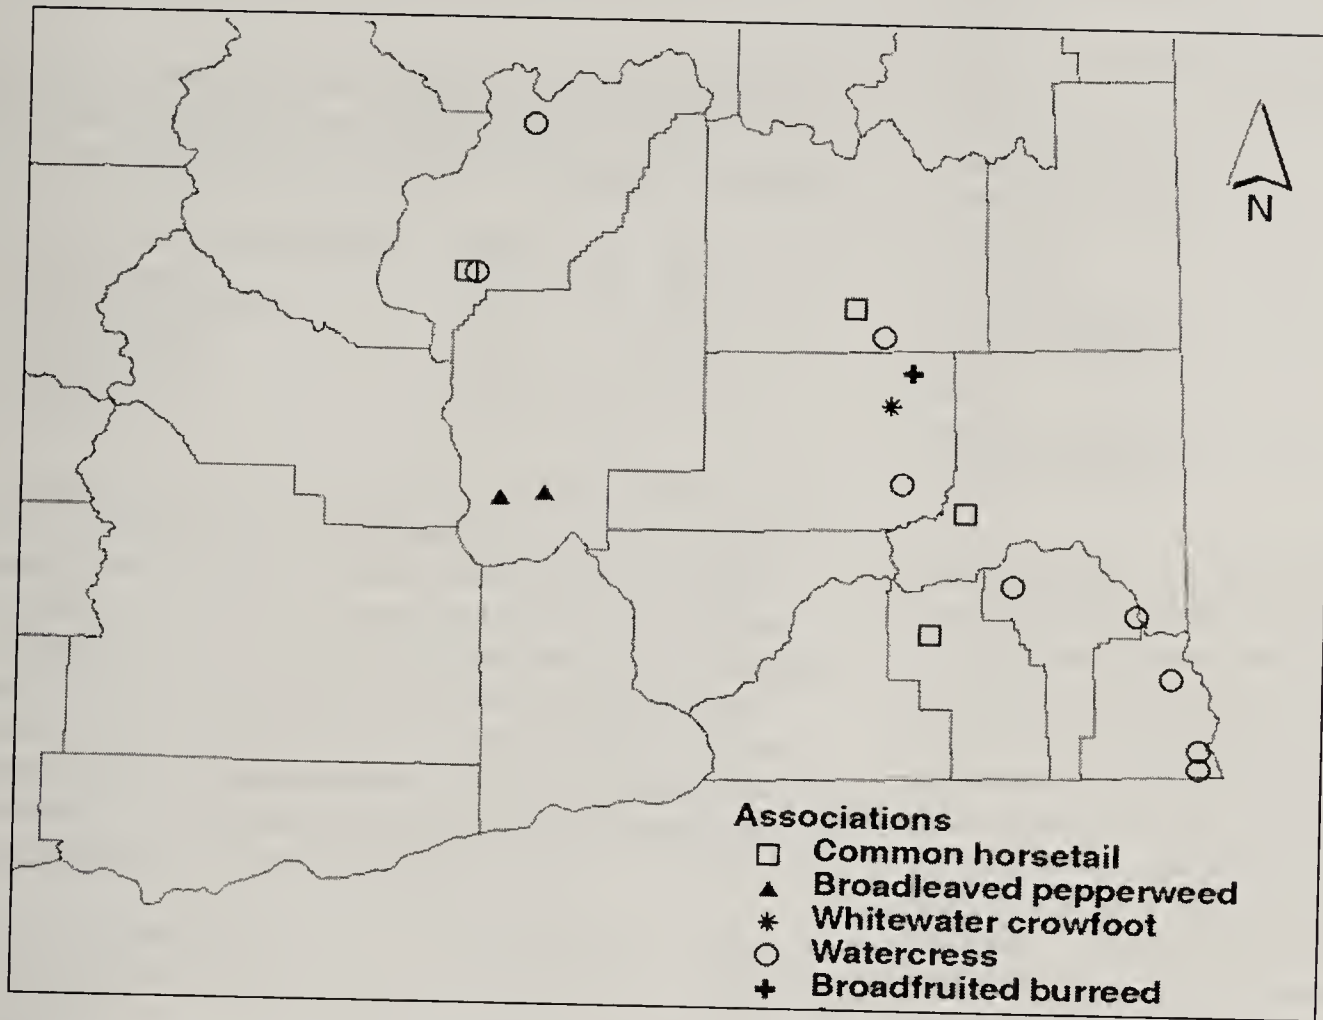 N
Associations
Common horsetail
Broadleaved pepperweed
Whitewater crowfoot
Watercress
Broadfruited burreed